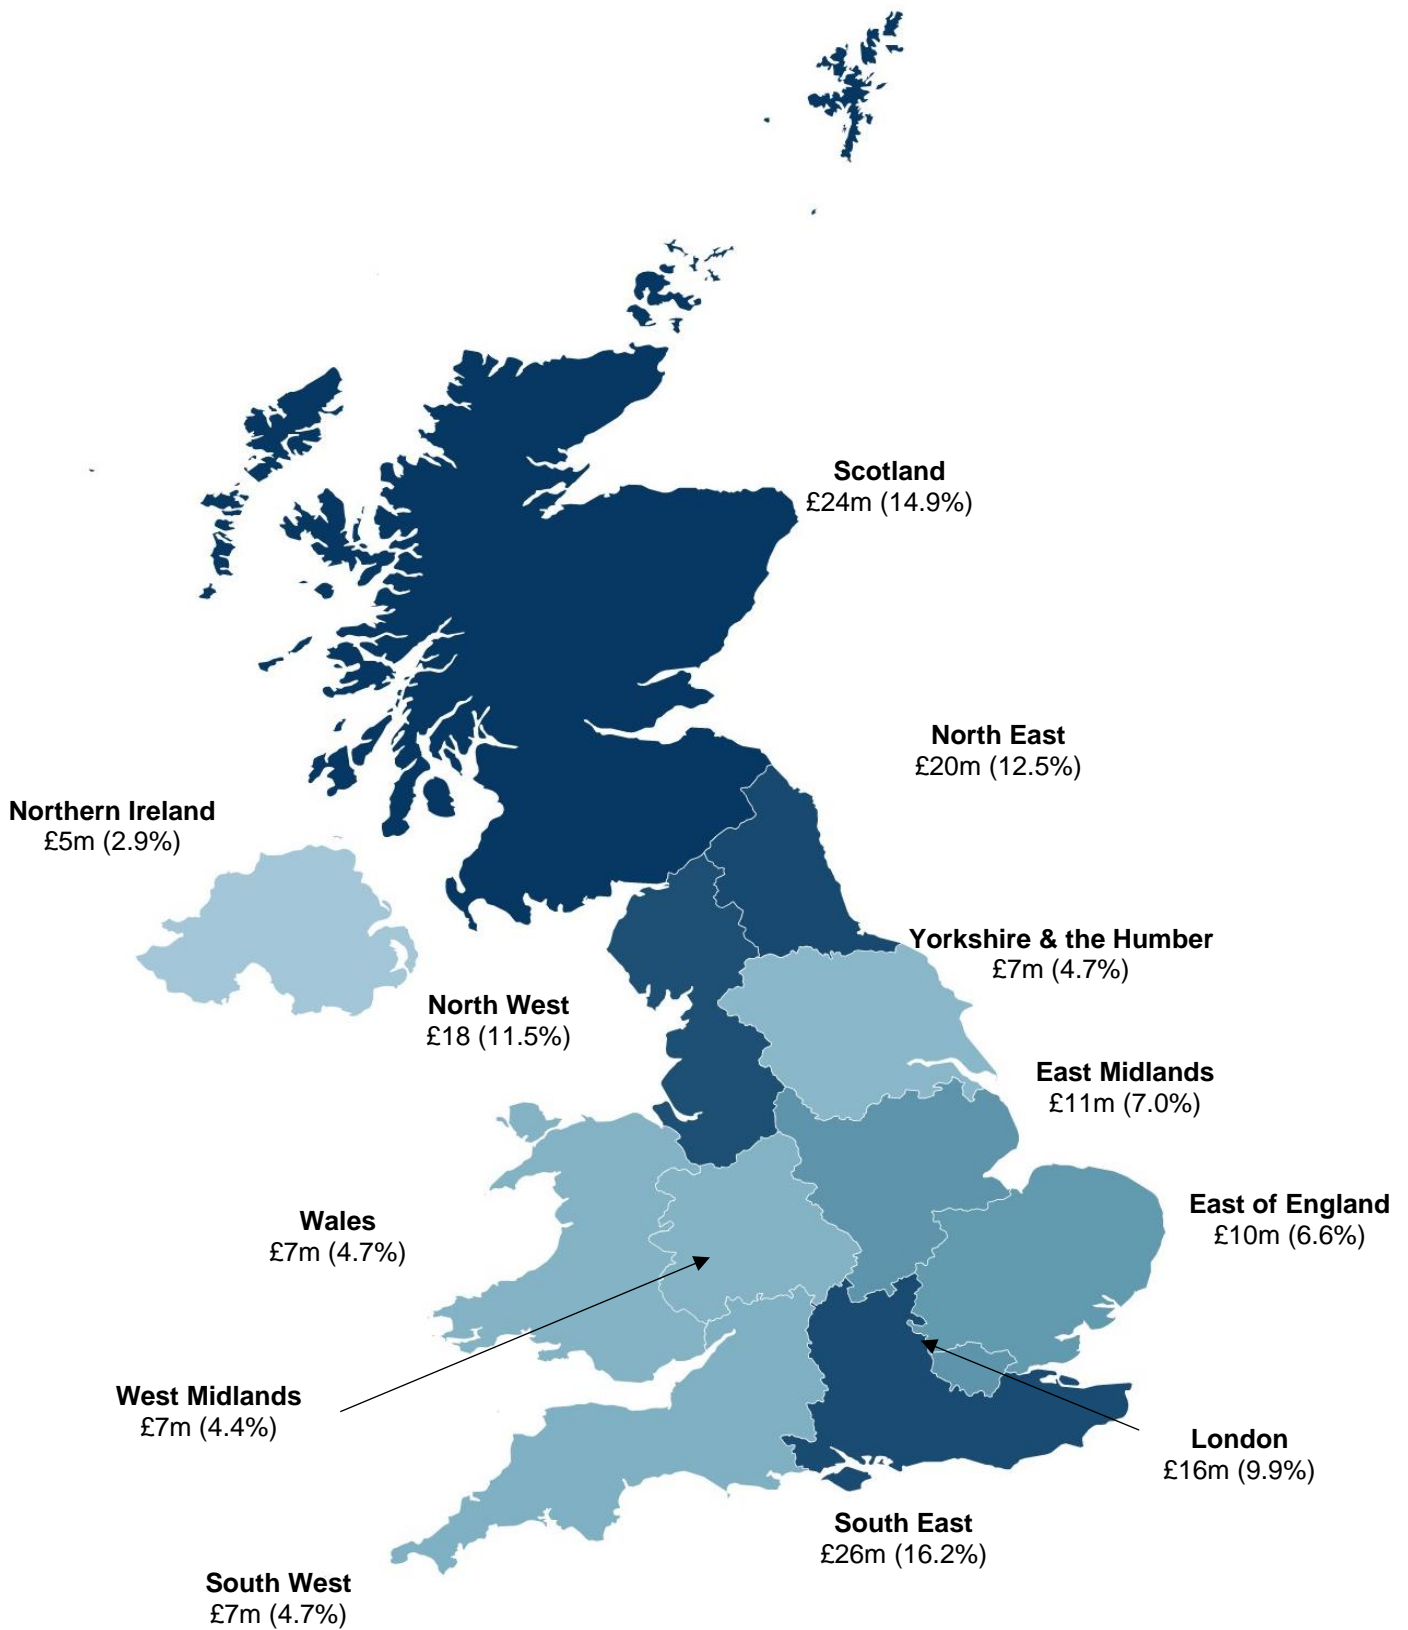 Scotland
£24m (14.9%)
North East
£20m (12.5%)
Northern Ireland
£5m (2.9%)
Yorkshire & the Humber
£7m (4.7%)
North West
£18 (11.5%)
East Midlands
£11m (7.0%)
East of England
£10m (6.6%)
Wales
£7m (4.7%)
West Midlands
£7m (4.4%)
London
£16m (9.9%)
South East
£26m (16.2%)
South West
£7m (4.7%)